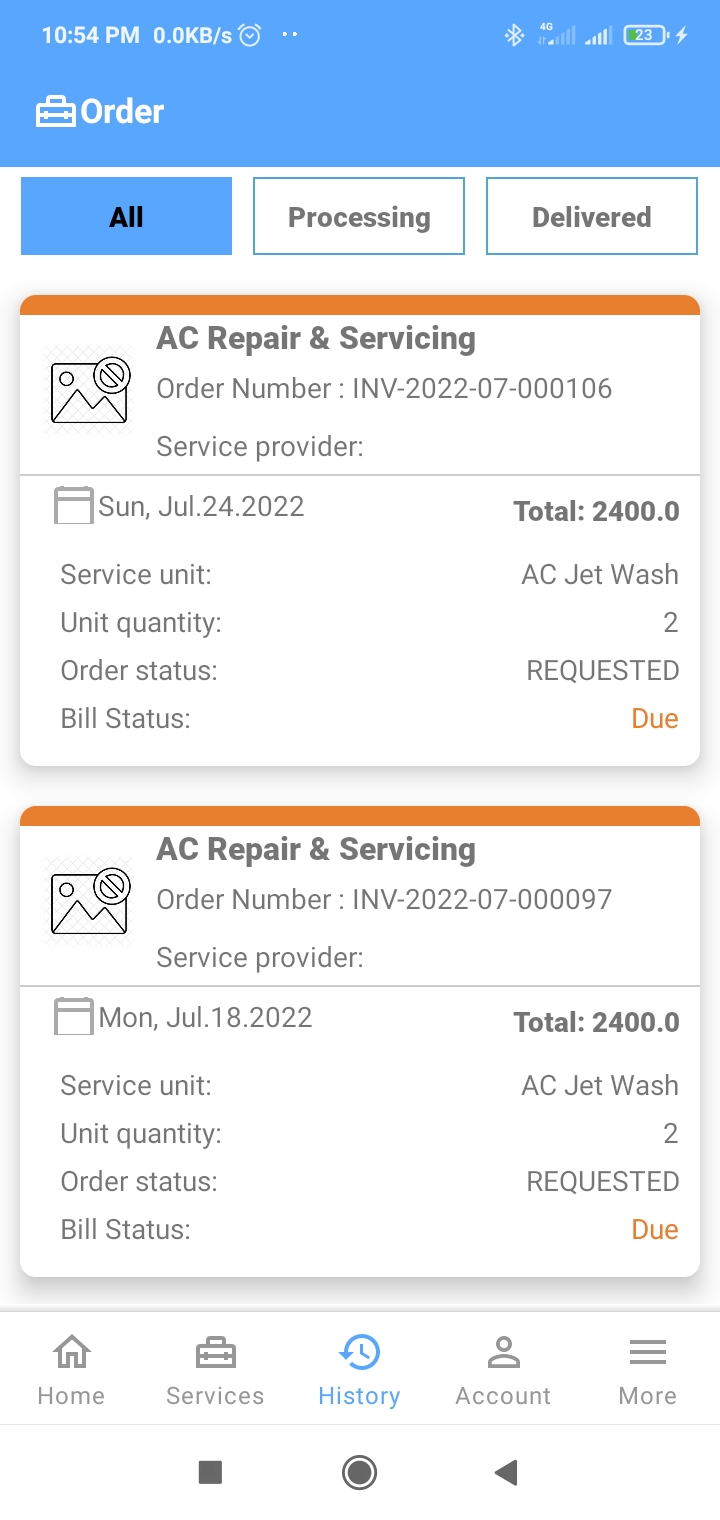 10:54 PM 0.0KB/s 4G 23
Order
All Processing Delivered
AC Repair & Servicing
Order Number : INV-2022-07-000106
Service provider:
Sun, Jul.24.2022 Total: 2400.0
Service unit: AC Jet Wash
Unit quantity: 2
Order status: REQUESTED
Bill Status: Due
AC Repair & Servicing
Order Number : INV-2022-07-000097
Service provider:
Mon, Jul.18.2022 Total: 2400.0
Service unit: AC Jet Wash
Unit quantity: 2
Order status: REQUESTED
Bill Status: Due
Home Services History Account More